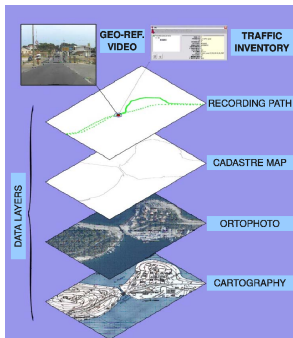 GEO-REF.
VIDEO
TRAFFIC
INVENTORY
RECORDING PATH
CADASTRE MAP
DATA LAYERS
ORTOPHOTO
CARTOGRAPHY